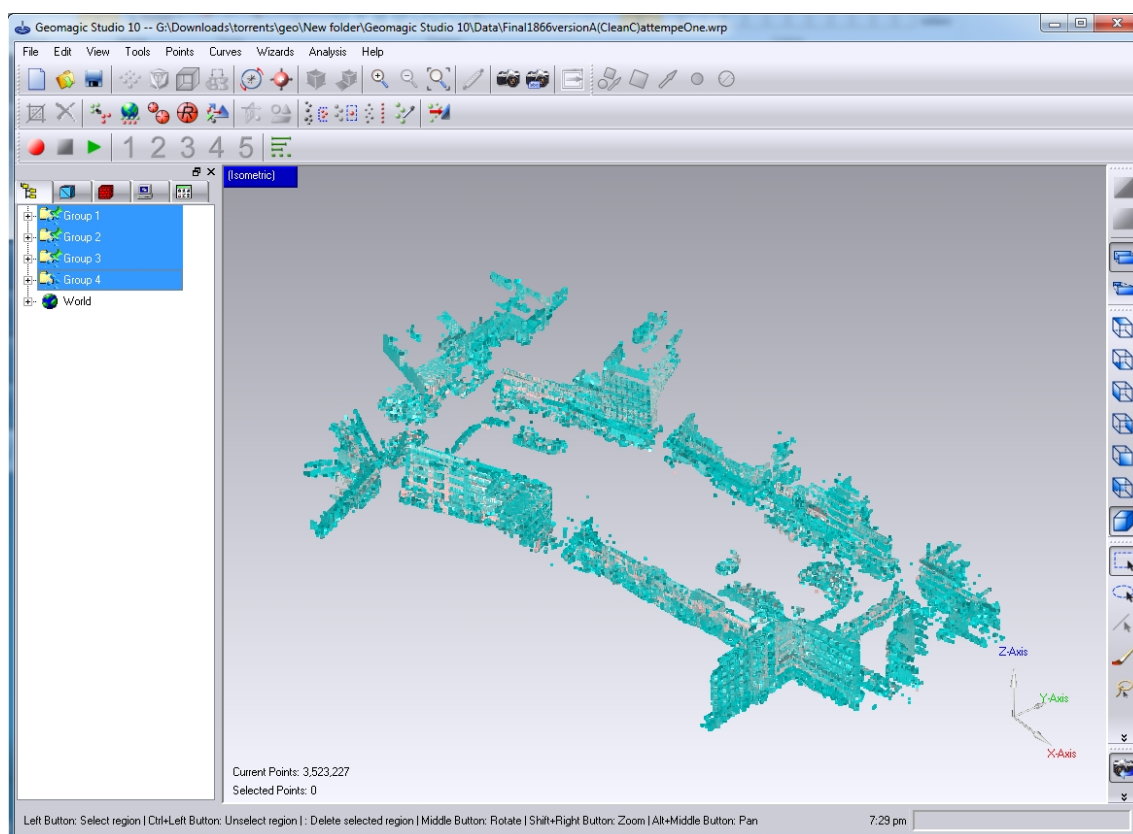 Geomagic Studio 10 -- G:\Downloads\torrents\geo\New folder\Geomagic Studio 10\Data\Final1866versionA(CleanC)attempeOne.wrp
File Edit View Tools Points Curves Wizards Analysis Help
1 2 3 4 5
(Isometric)
Group 1
Group 2
Group 3
Group 4
World
Z-Axis
Y-Axis
X-Axis
Current Points: 3,523,227
Selected Points: 0
Left Button: Select region | Ctrl+Left Button: Unselect region | : Delete selected region | Middle Button: Rotate | Shift+Right Button: Zoom | Alt+Middle Button: Pan 7:29 pm